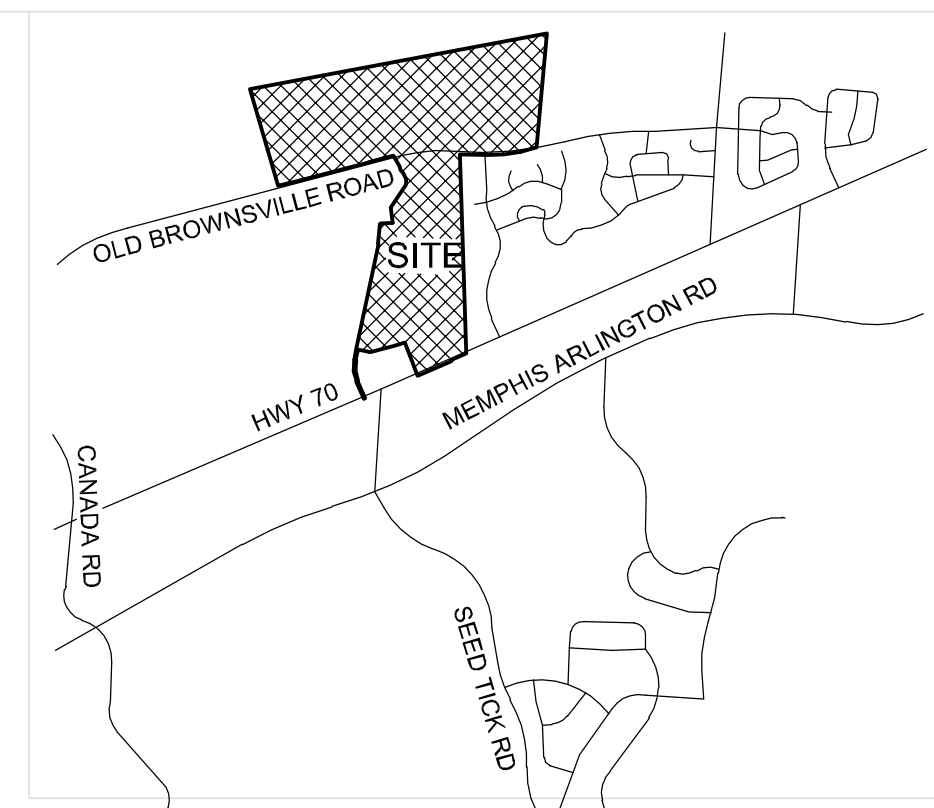 OLD BROWNSVILLE ROAD
SITE
MEMPHIS ARLINGTON RD
HWY 70
CANADA RD
SEED TICK RD